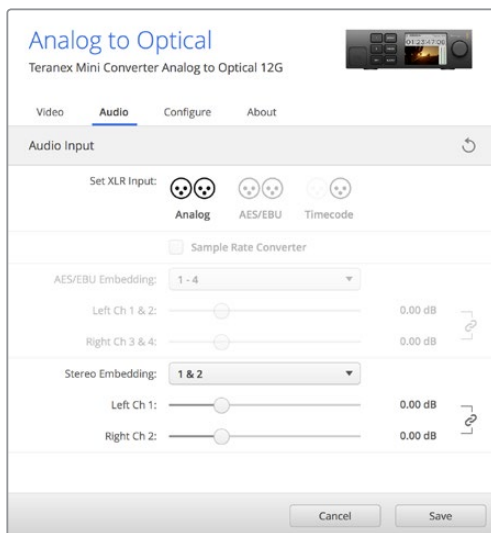 Analog to Optical
Teranex Mini Converter Analog to Optical 12G
01:23:47:06
Video Audio Configure About
Audio Input
Set XLR Input:
Analog AES/EBU Timecode
Sample Rate Converter
AES/EBU Embedding: 1 - 4
Left Ch 1 & 2: 0.00 dB
Right Ch 3 & 4: 0.00 dB
Stereo Embedding: 1 & 2
Left Ch 1: 0.00 dB
Right Ch 2: 0.00 dB
Cancel Save